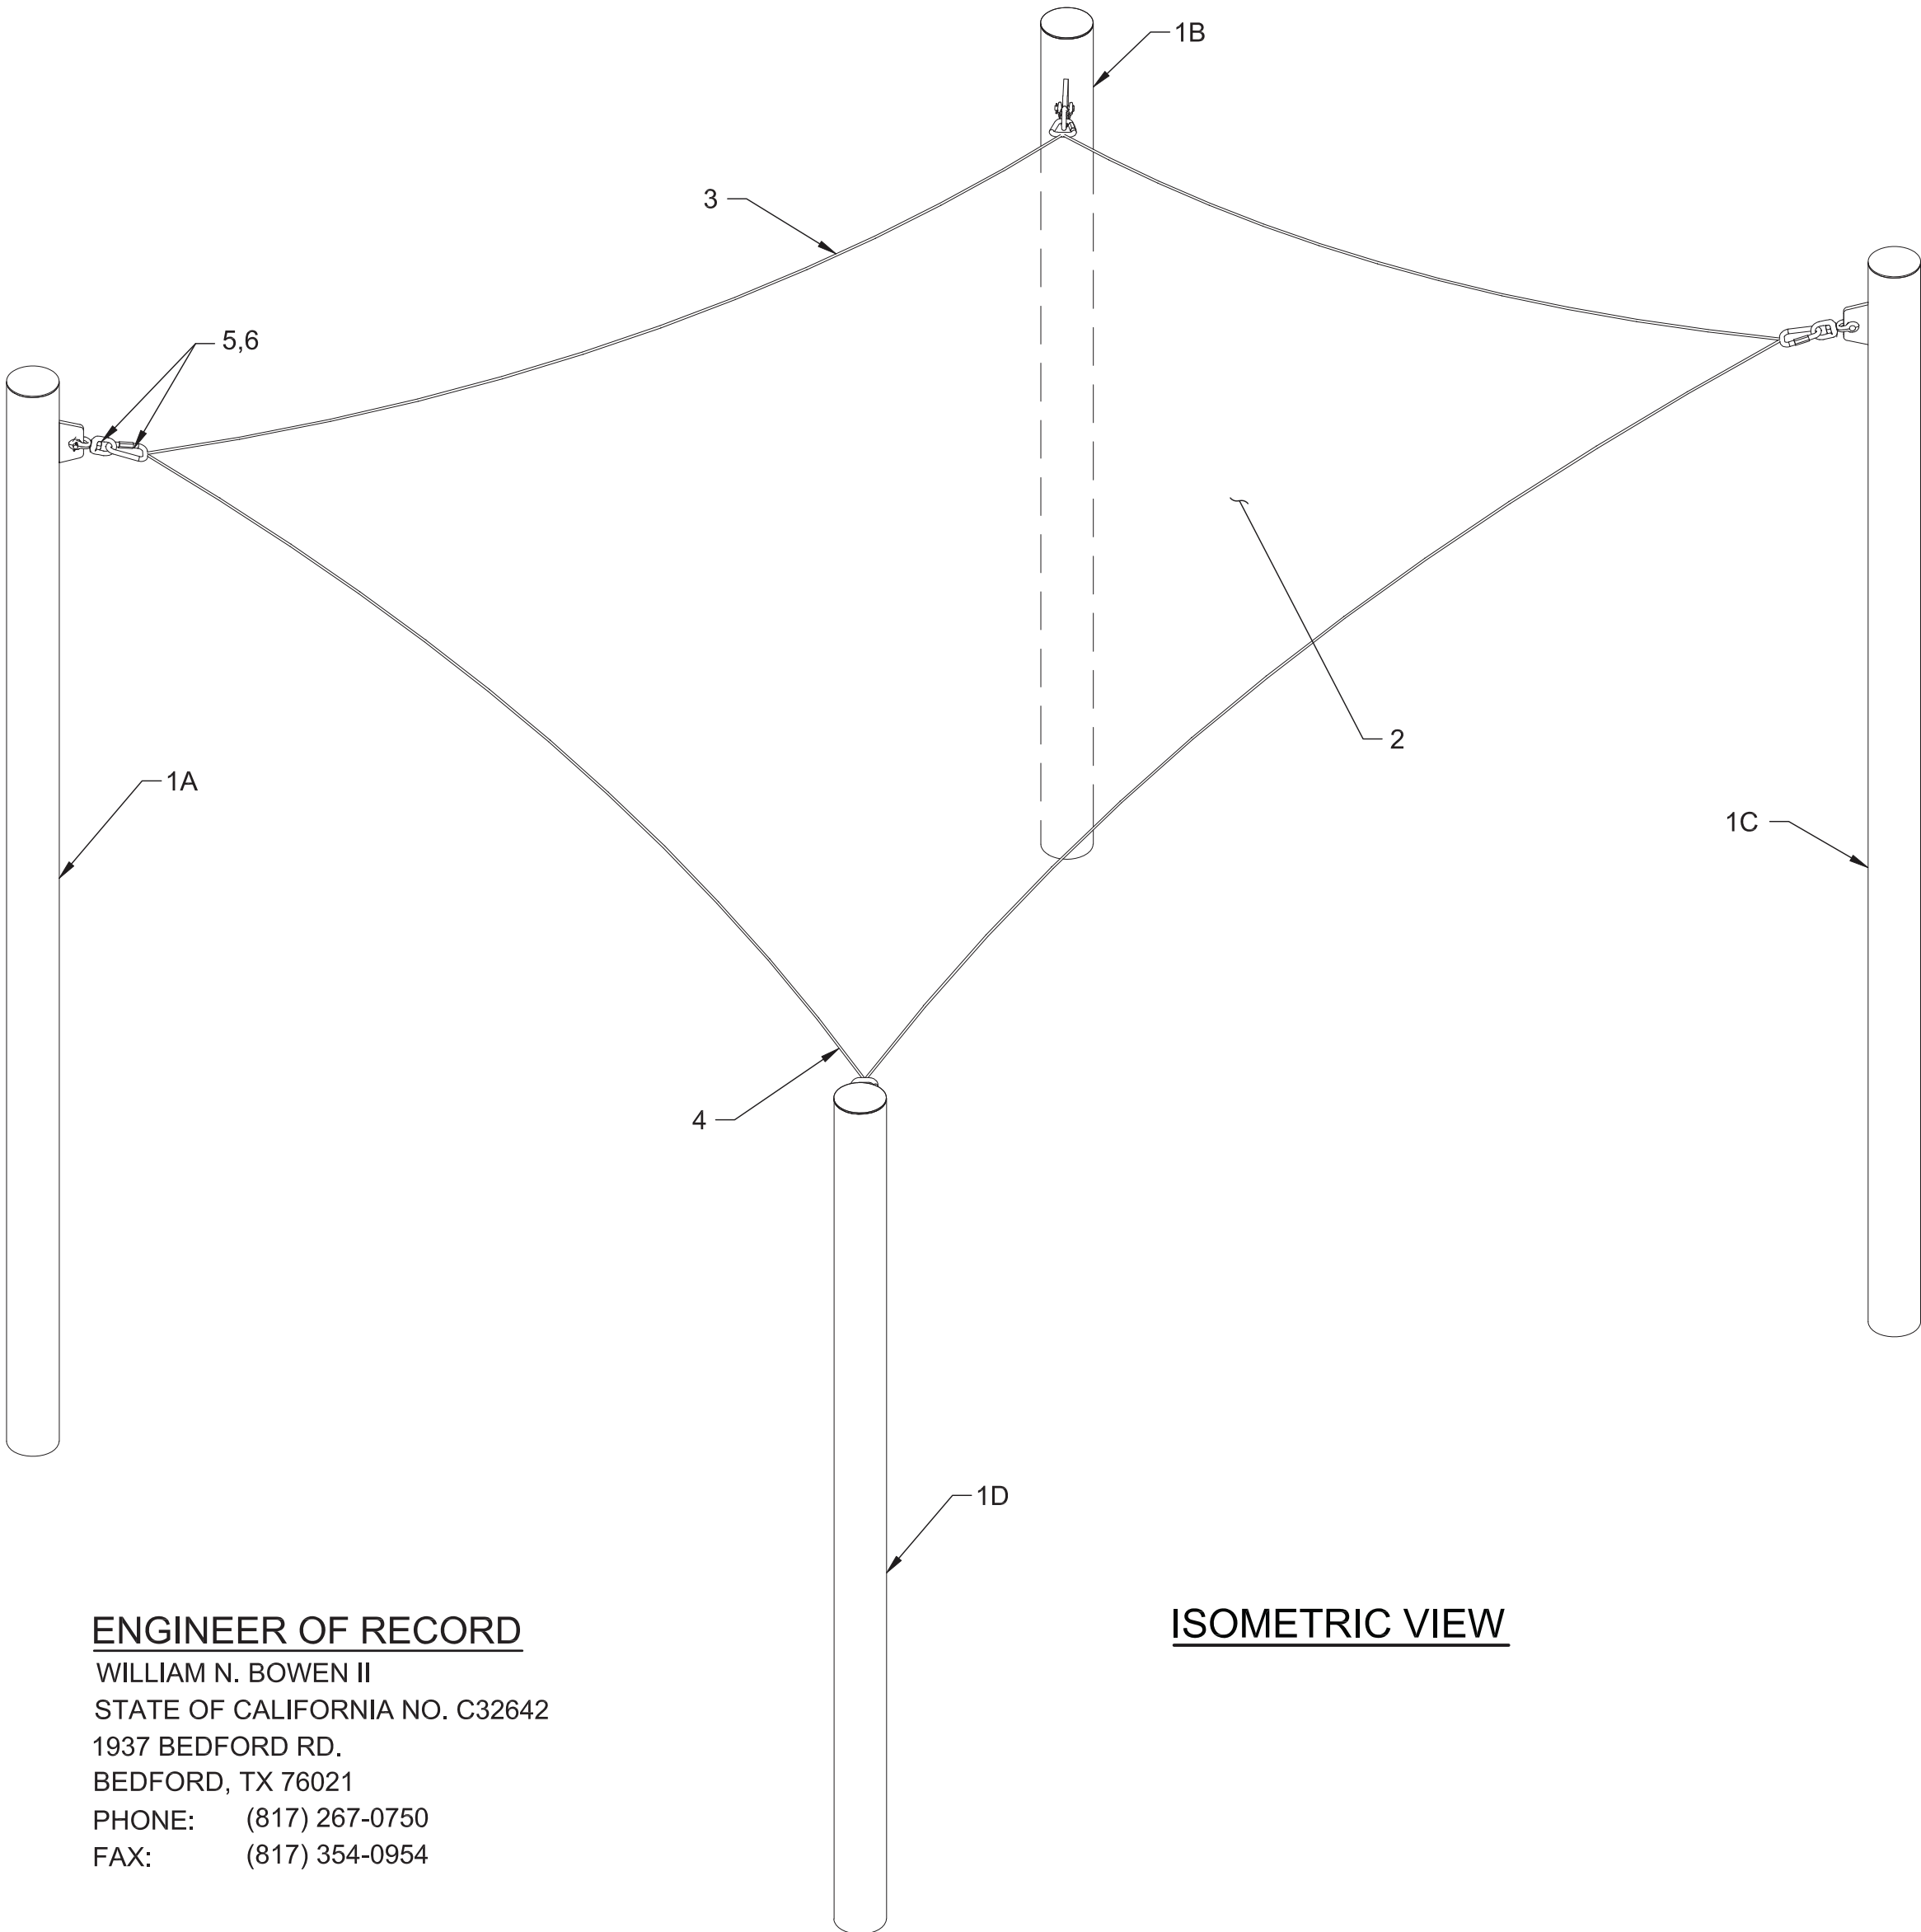 1B
3
5,6
2
1A
1C
4
1D
ENGINEER OF RECORD
WILLIAM N. BOWEN II
STATE OF CALIFORNIA NO. C32642
1937 BEDFORD RD.
BEDFORD, TX 76021
PHONE: (817) 267-0750
FAX: (817) 354-0954
ISOMETRIC VIEW